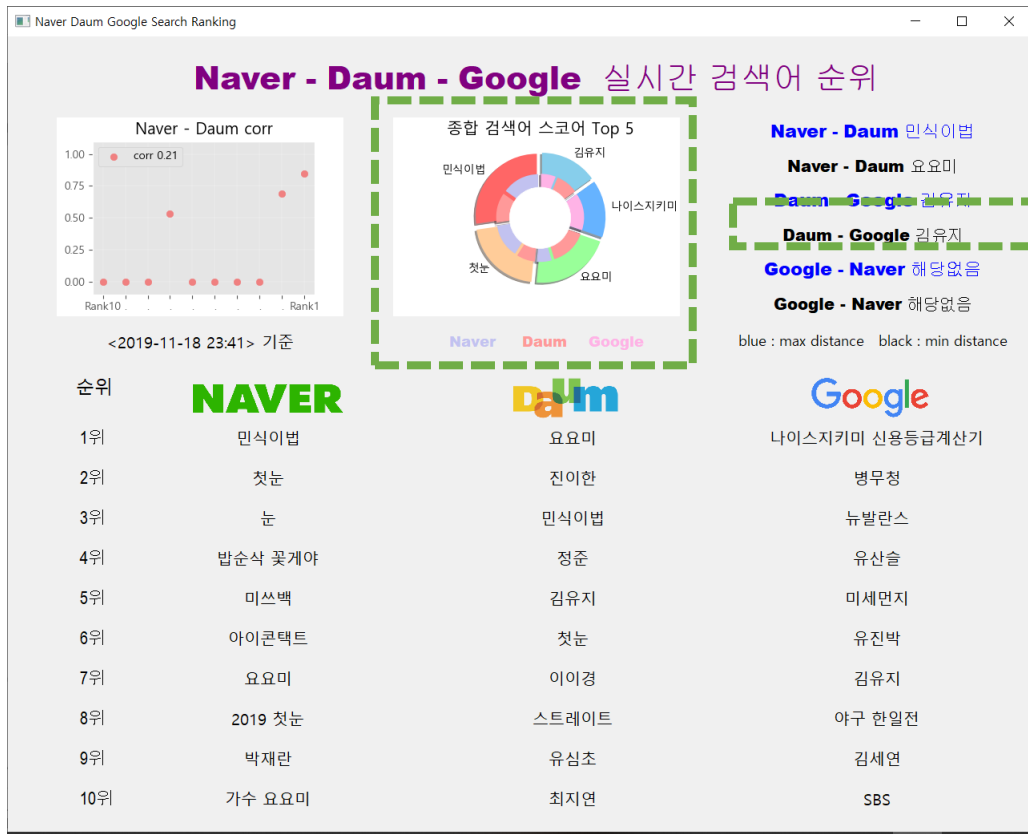 Naver Daum Google Search Ranking
Naver - Daum - Google 실시간 검색어 순위
Naver - Daum corr
corr 0.21
1.00
0.75
0.50
0.25
0.00
Rank10 . . . . . . . . Rank1
<2019-11-18 23:41> 기준
종합 검색어 스코어 Top 5
김유지
민식이법
나이스지키미
첫눈
요요미
Naver Daum Google
Naver - Daum 민식이법
Naver - Daum 요요미
Daum - Google 김유지
Daum - Google 김유지
Google - Naver 해당없음
Google - Naver 해당없음
blue : max distance black : min distance
순위 NAVER Daum Google
1위 민식이법 요요미 나이스지키미 신용등급계산기
2위 첫눈 진이한 병무청
3위 눈 민식이법 뉴발란스
4위 밥순삭 꽃게야 정준 유산슬
5위 미쓰백 김유지 미세먼지
6위 아이콘택트 첫눈 유진박
7위 요요미 이이경 김유지
8위 2019 첫눈 스트레이트 야구 한일전
9위 박재란 유심초 김세연
10위 가수 요요미 최지연 SBS